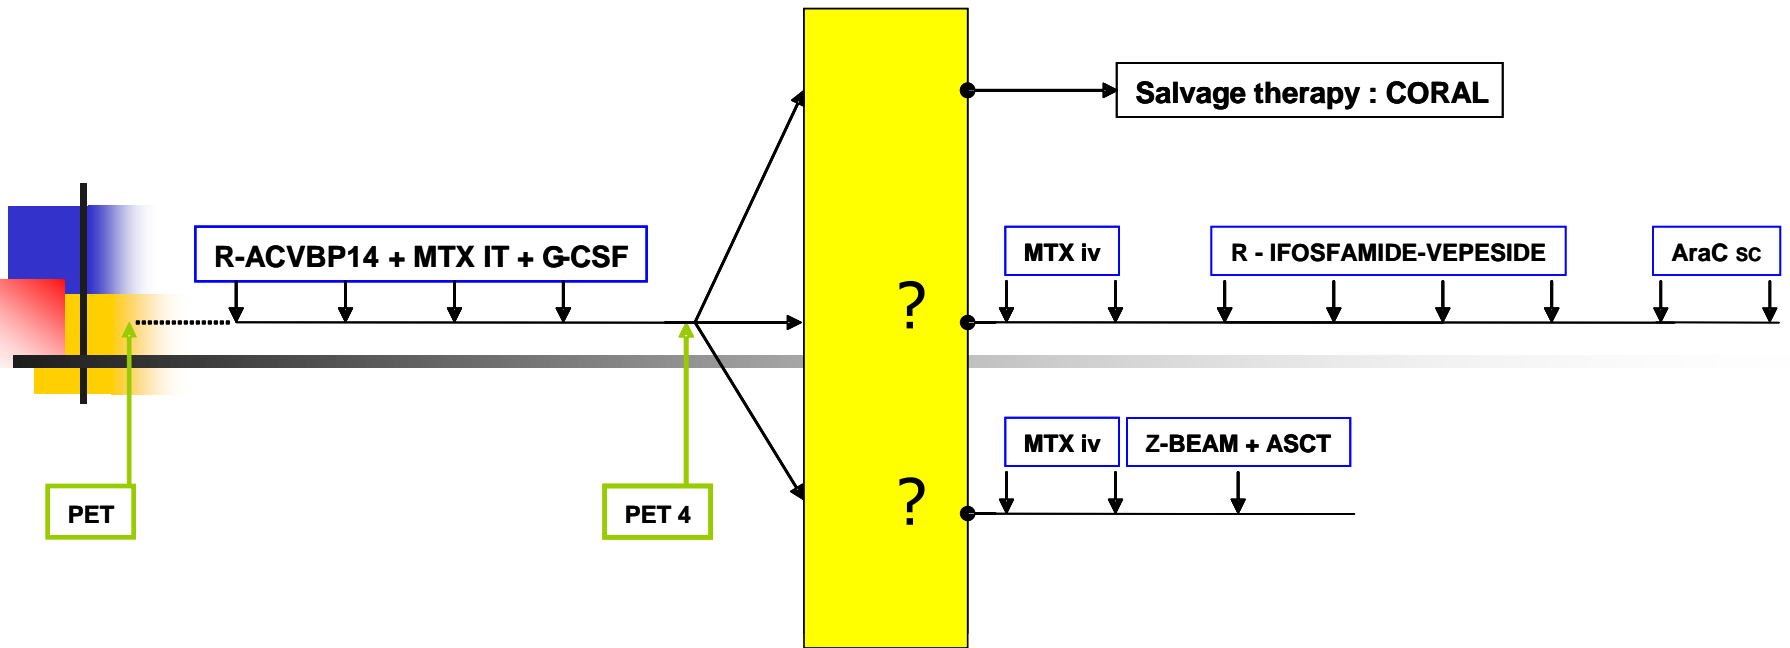 Salvage therapy : CORAL
R-ACVBP14 + MTX IT + G-CSF
?
MTX iv
R - IFOSFAMIDE-VEPESIDE
AraC sc
?
MTX iv
Z-BEAM + ASCT
PET
PET 4